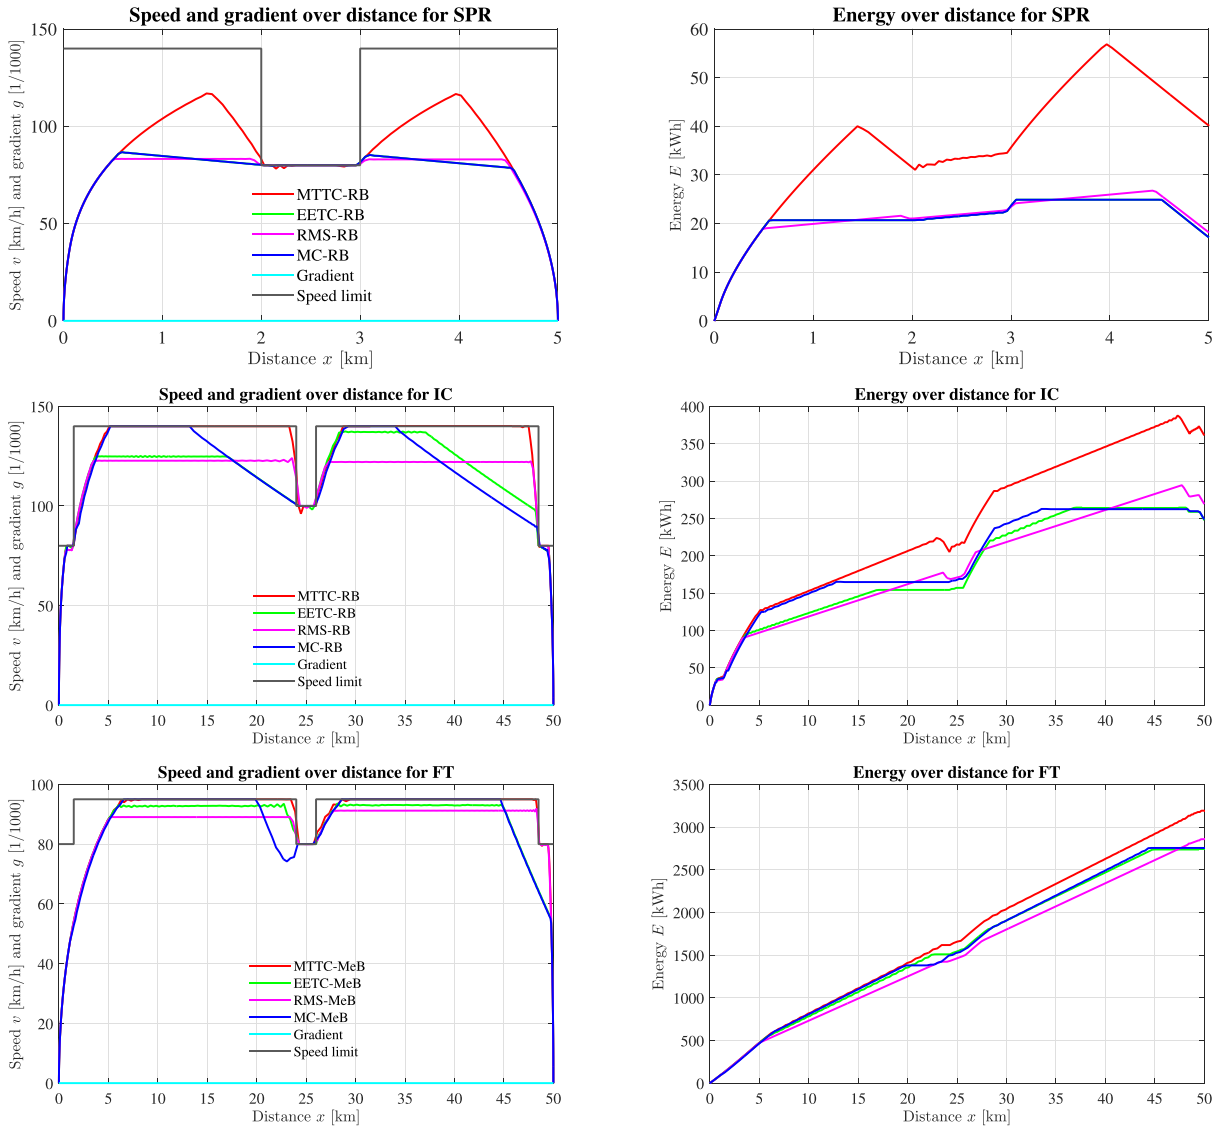 Speed and gradient over distance for SPR
Speed v [km/h] and gradient g [1/1000]
150
100
50
0
MTTC-RB
EETC-RB
RMS-RB
MC-RB
Gradient
Speed limit
0 1 2 3 4 5
Distance x [km]
Energy over distance for SPR
Energy E [kWh]
60
50
40
30
20
10
0
0 1 2 3 4 5
Distance x [km]
Speed and gradient over distance for IC
Speed v [km/h] and gradient g [1/1000]
150
100
50
0
MTTC-RB
EETC-RB
RMS-RB
MC-RB
Gradient
Speed limit
0 5 10 15 20 25 30 35 40 45 50
Distance x [km]
Energy over distance for IC
Energy E [kWh]
400
350
300
250
200
150
100
50
0
0 5 10 15 20 25 30 35 40 45 50
Distance x [km]
Speed and gradient over distance for FT
Speed v [km/h] and gradient g [1/1000]
100
80
60
40
20
0
MTTC-MeB
EETC-MeB
RMS-MeB
MC-MeB
Gradient
Speed limit
0 5 10 15 20 25 30 35 40 45 50
Distance x [km]
Energy over distance for FT
Energy E [kWh]
3500
3000
2500
2000
1500
1000
500
0
0 5 10 15 20 25 30 35 40 45 50
Distance x [km]